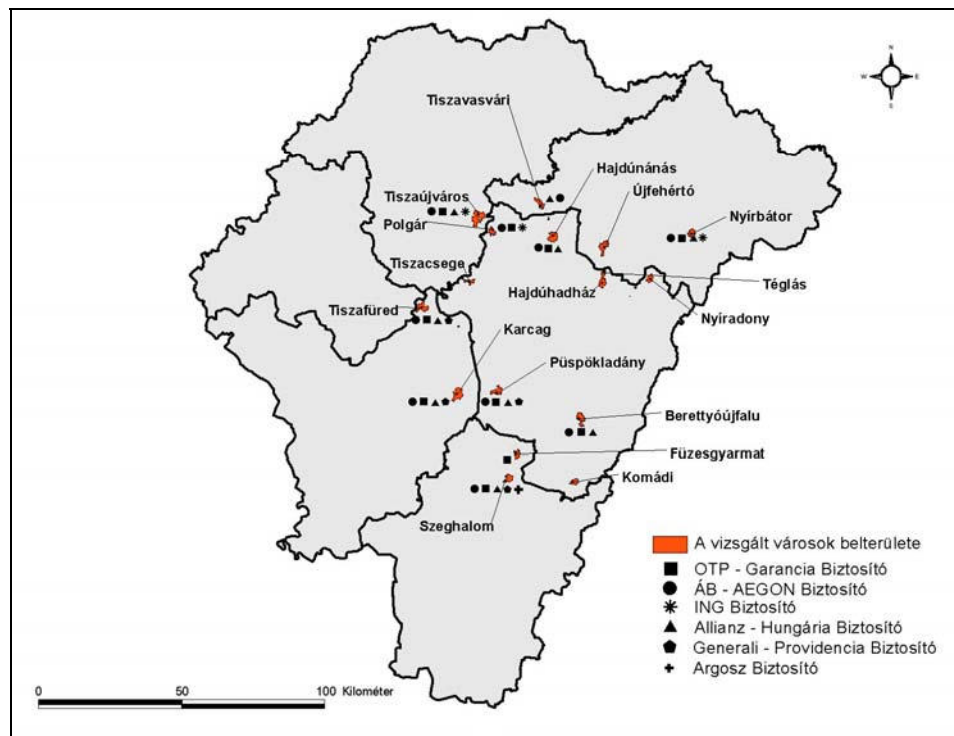 N
W E
S
Tiszavasvári
Hajdúnánás
Tiszaújváros
Újfehértó
Polgár
Nyírbátor
Tiszacsege
Téglás
Hajdúhadház
Tiszafüred
Nyíradony
Karcag
Püspökladány
Berettyóújfalu
Füzesgyarmat
Komádi
Szeghalom
A vizsgált városok belterülete
OTP - Garancia Biztosító
ÁB - AEGON Biztosító
ING Biztosító
Allianz - Hungária Biztosító
Generali - Providencia Biztosító
Argosz Biztosító
0 50 100 Kilométer